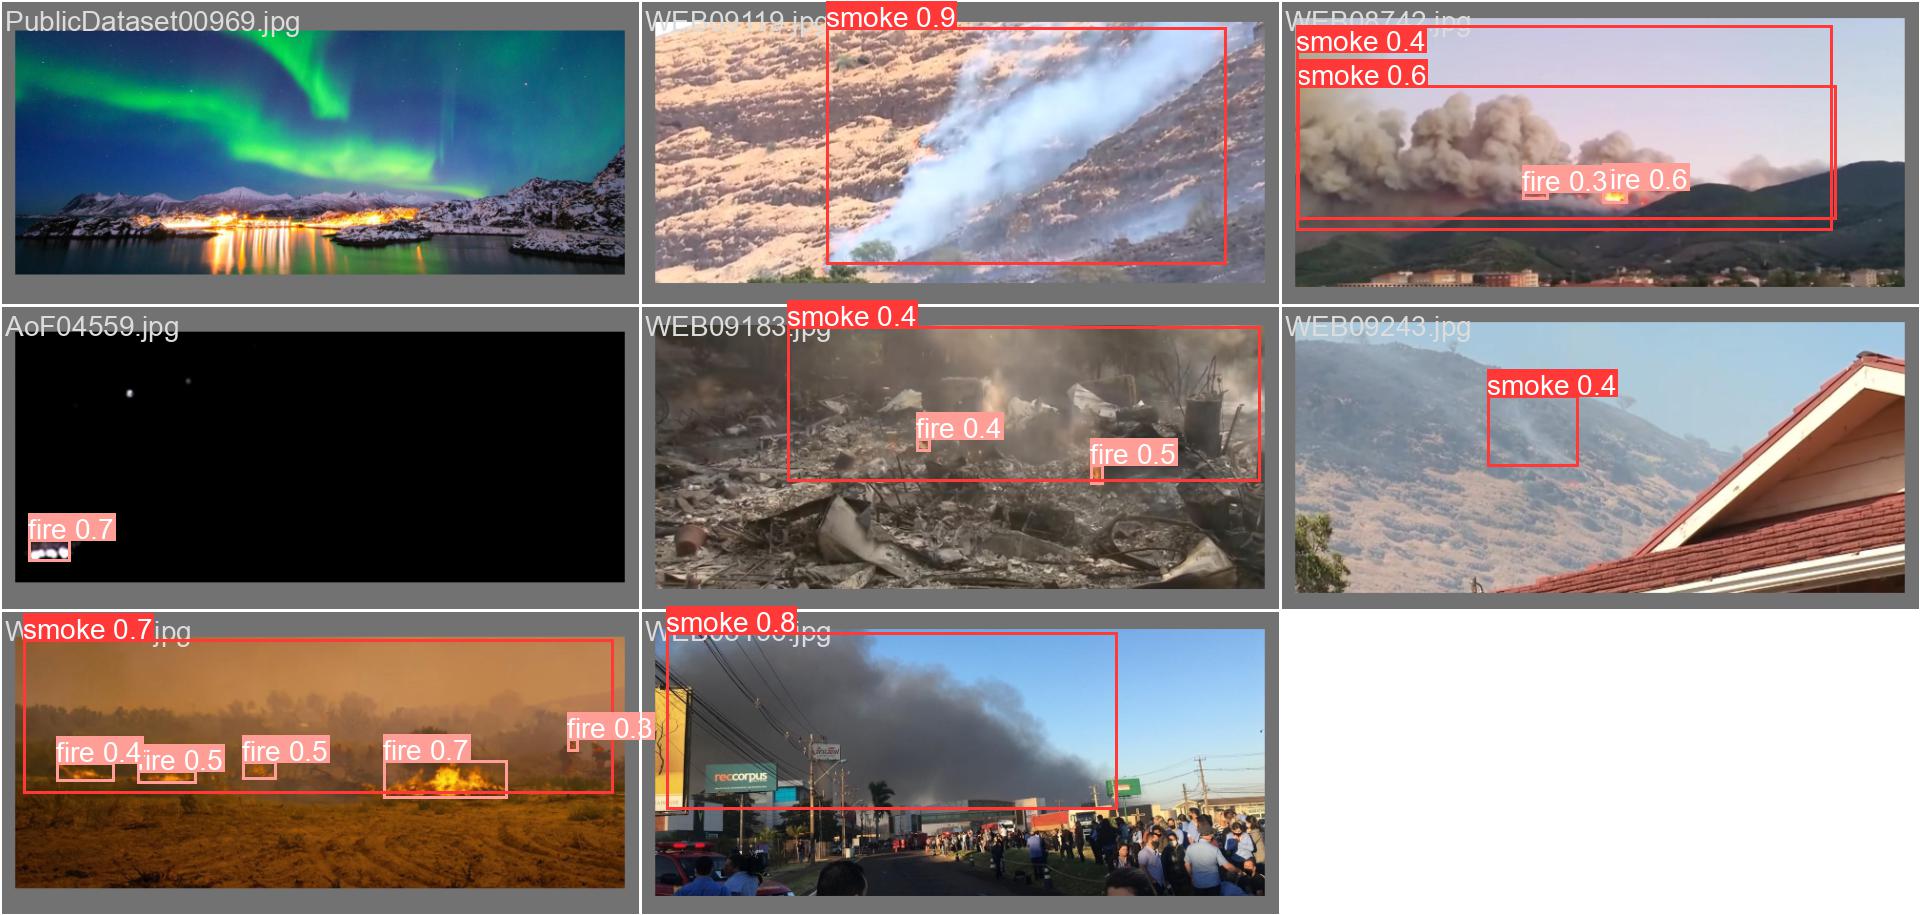 PublicDataset00969.jpg
WEB09119.jpg
smoke 0.9
WEB08742.jpg
smoke 0.4
smoke 0.6
fire 0.3
fire 0.6
AoF04559.jpg
fire 0.7
WEB09183.jpg
smoke 0.4
fire 0.4
fire 0.5
WEB09243.jpg
smoke 0.4
smoke 0.7
jpg
fire 0.4
fire 0.5
fire 0.5
fire 0.7
fire 0.3
smoke 0.8
.jpg
reccorpus